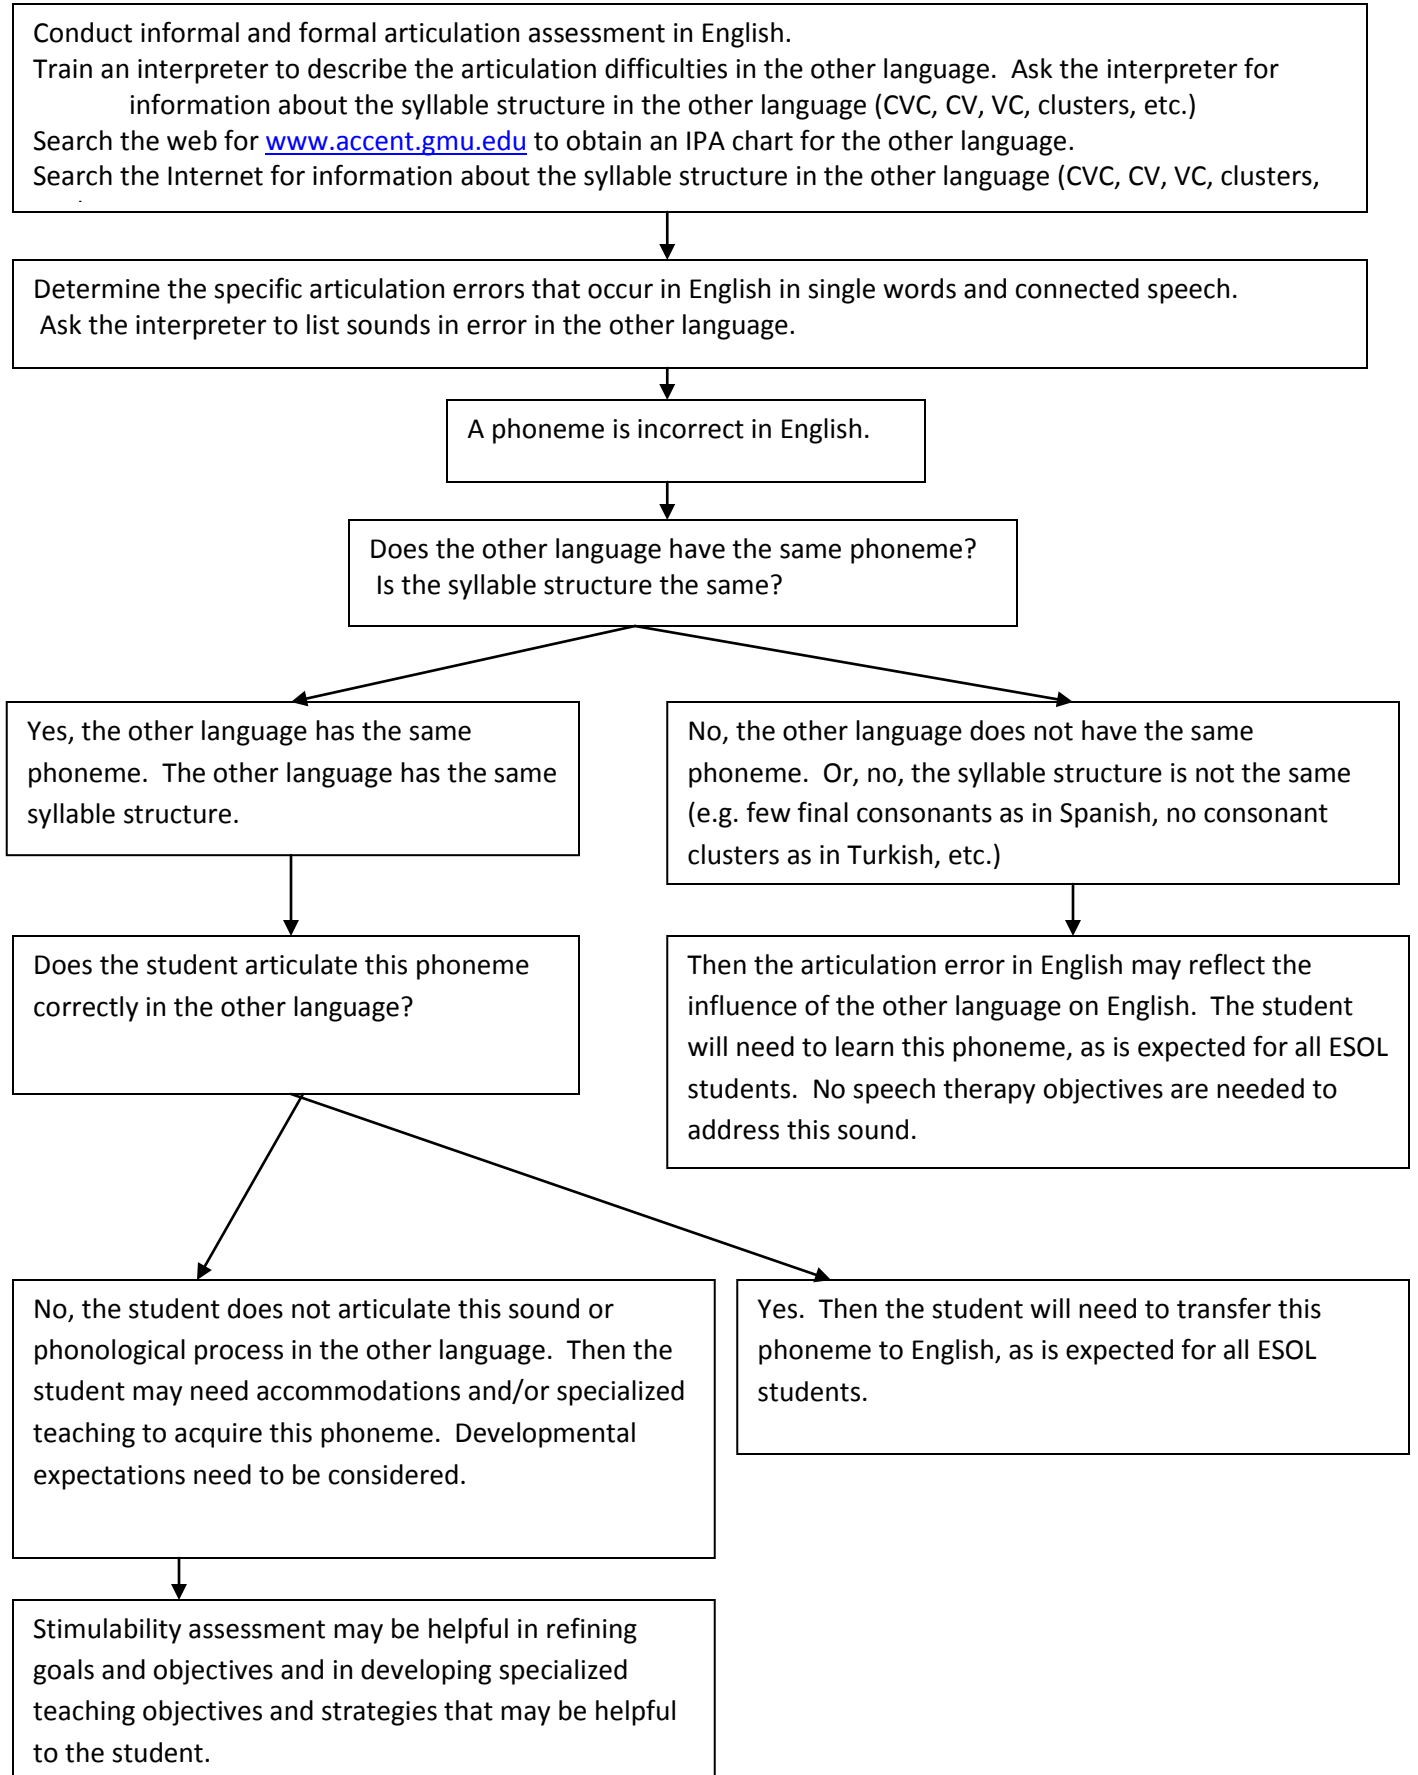 Conduct informal and formal articulation assessment in English.
Train an interpreter to describe the articulation difficulties in the other language.  Ask the interpreter for
information about the syllable structure in the other language (CVC, CV, VC, clusters, etc.)
Search the web for www.accent.gmu.edu to obtain an IPA chart for the other language.
Search the Internet for information about the syllable structure in the other language (CVC, CV, VC, clusters,
Determine the specific articulation errors that occur in English in single words and connected speech.
Ask the interpreter to list sounds in error in the other language.
A phoneme is incorrect in English.
Does the other language have the same phoneme?
Is the syllable structure the same?
Yes, the other language has the same
phoneme.  The other language has the same
syllable structure.
No, the other language does not have the same
phoneme.  Or, no, the syllable structure is not the same
(e.g. few final consonants as in Spanish, no consonant
clusters as in Turkish, etc.)
Does the student articulate this phoneme
correctly in the other language?
Then the articulation error in English may reflect the
influence of the other language on English.  The student
will need to learn this phoneme, as is expected for all ESOL
students.  No speech therapy objectives are needed to
address this sound.
No, the student does not articulate this sound or
phonological process in the other language.  Then the
student may need accommodations and/or specialized
teaching to acquire this phoneme.  Developmental
expectations need to be considered.
Yes.  Then the student will need to transfer this
phoneme to English, as is expected for all ESOL
students.
Stimulability assessment may be helpful in refining
goals and objectives and in developing specialized
teaching objectives and strategies that may be helpful
to the student.